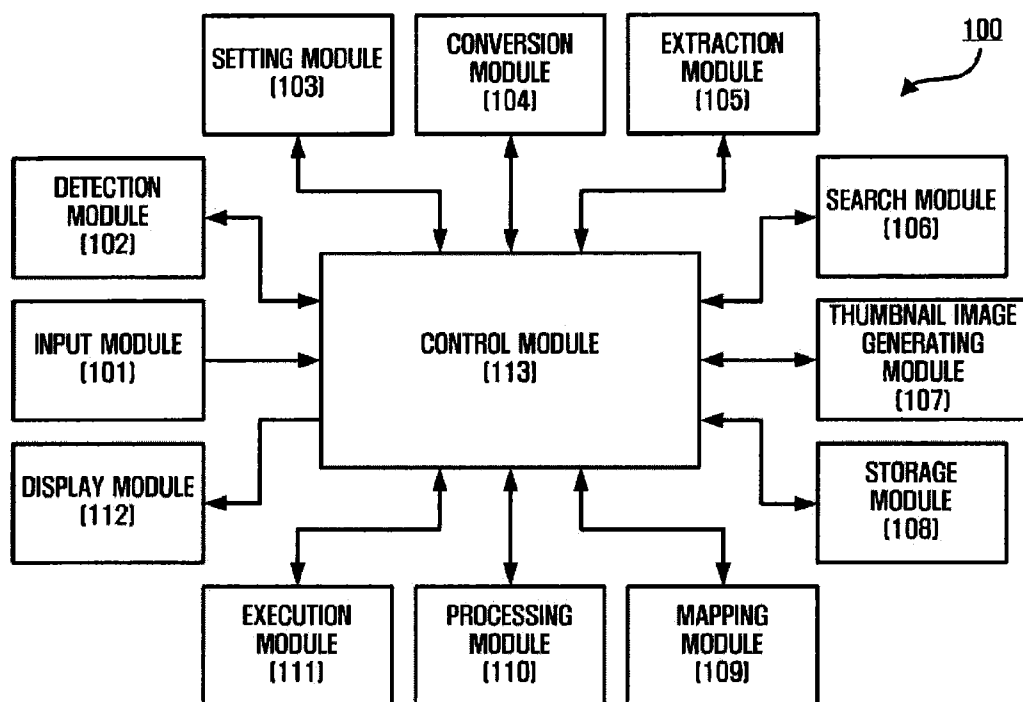 100
SETTING MODULE
(103)
CONVERSION
MODULE
(104)
EXTRACTION
MODULE
(105)
DETECTION
MODULE
(102)
SEARCH MODULE
(106)
INPUT MODULE
(101)
CONTROL MODULE
(113)
THUMBNAIL IMAGE
GENERATING
MODULE
(107)
DISPLAY MODULE
(112)
STORAGE
MODULE
(108)
EXECUTION
MODULE
(111)
PROCESSING
MODULE
(110)
MAPPING
MODULE
(109)